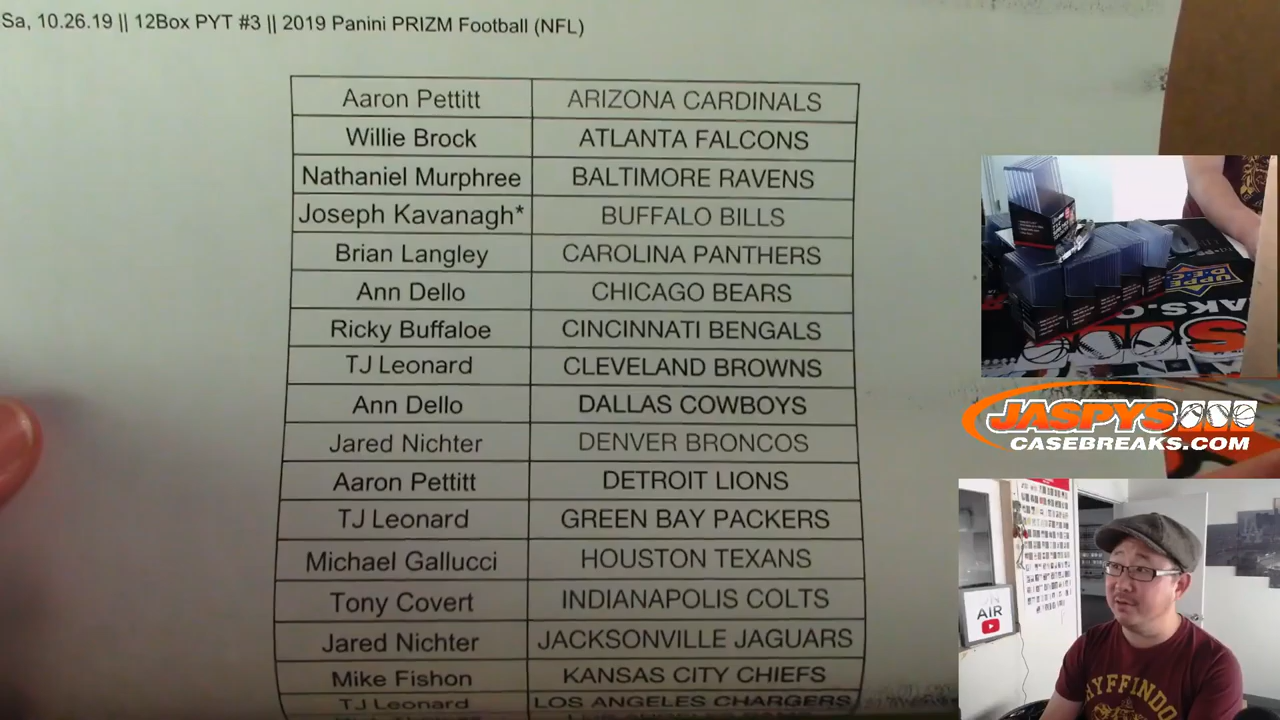 Sa, 10.26.19 || 12Box PYT #3 || 2019 Panini PRIZM Football (NFL)
Aaron Pettitt ARIZONA CARDINALS
Willie Brock ATLANTA FALCONS
Nathaniel Murphree BALTIMORE RAVENS
Joseph Kavanagh* BUFFALO BILLS
Brian Langley CAROLINA PANTHERS
Ann Dello CHICAGO BEARS
Ricky Buffaloe CINCINNATI BENGALS
TJ Leonard CLEVELAND BROWNS
Ann Dello DALLAS COWBOYS
Jared Nichter DENVER BRONCOS
Aaron Pettitt DETROIT LIONS
TJ Leonard GREEN BAY PACKERS
Michael Gallucci HOUSTON TEXANS
Tony Covert INDIANAPOLIS COLTS
Jared Nichter JACKSONVILLE JAGUARS
Mike Fishon KANSAS CITY CHIEFS
TJ Leonard LOS ANGELES CHARGERS
UPPER DEC
AKS.C
JASPYS
CASEBREAKS.COM
AIR
RYFFINDO